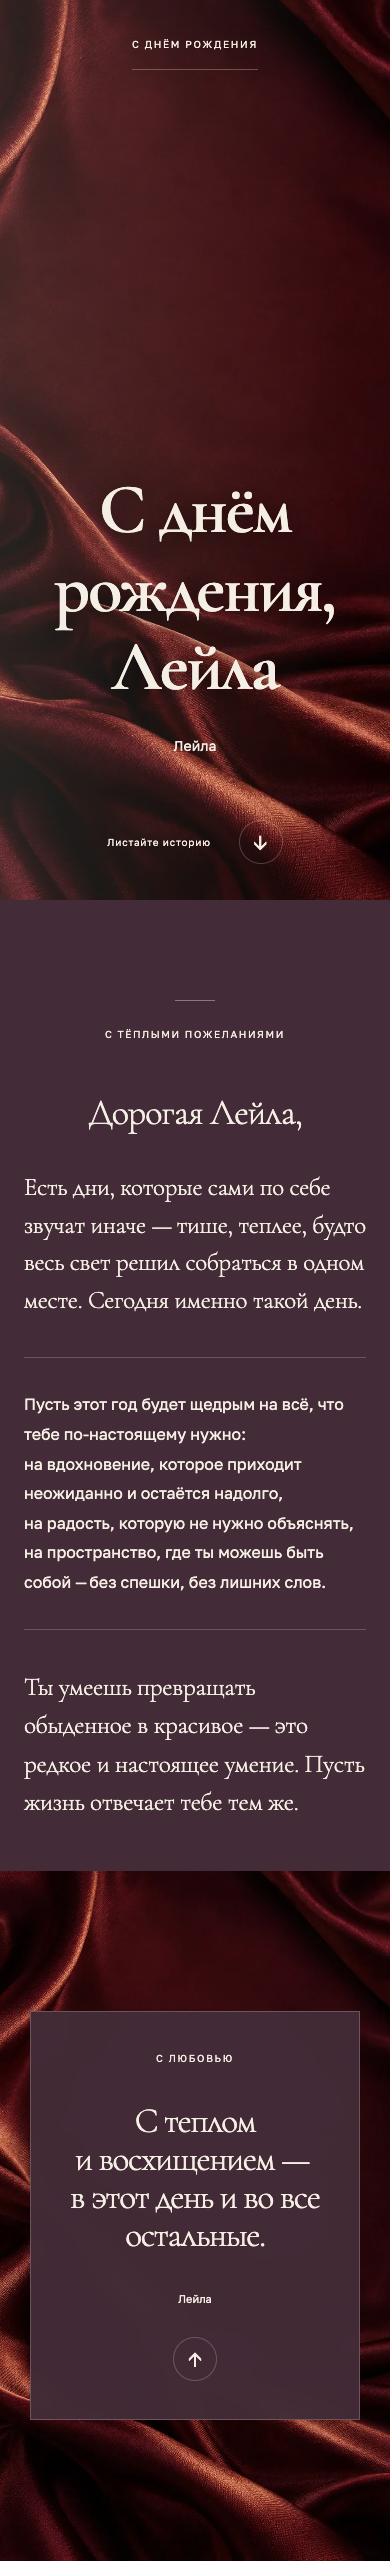 С ДНЁМ РОЖДЕНИЯ
С днём
рождения,
Лейла
Лейла
Листайте историю
С ТЁПЛЫМИ ПОЖЕЛАНИЯМИ
Дорогая Лейла,
Есть дни, которые сами по себе
звучат иначе — тише, теплее, будто
весь свет решил собраться в одном
месте. Сегодня именно такой день.
Пусть этот год будет щедрым на всё, что
тебе по-настоящему нужно:
на вдохновение, которое приходит
неожиданно и остаётся надолго,
на радость, которую не нужно объяснять,
на пространство, где ты можешь быть
собой — без спешки, без лишних слов.
Ты умеешь превращать
обыденное в красивое — это
редкое и настоящее умение. Пусть
жизнь отвечает тебе тем же.
С ЛЮБОВЬЮ
С теплом
и восхищением —
в этот день и во все
остальные.
Лейла